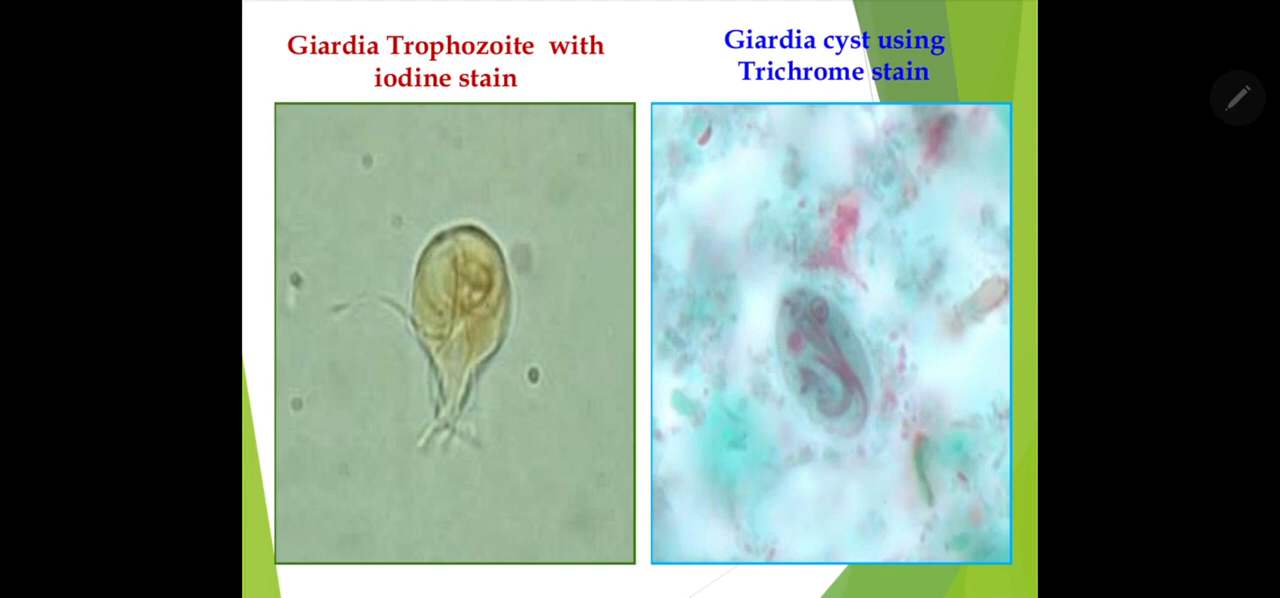 Giardia Trophozoite with
iodine stain
Giardia cyst using
Trichrome stain